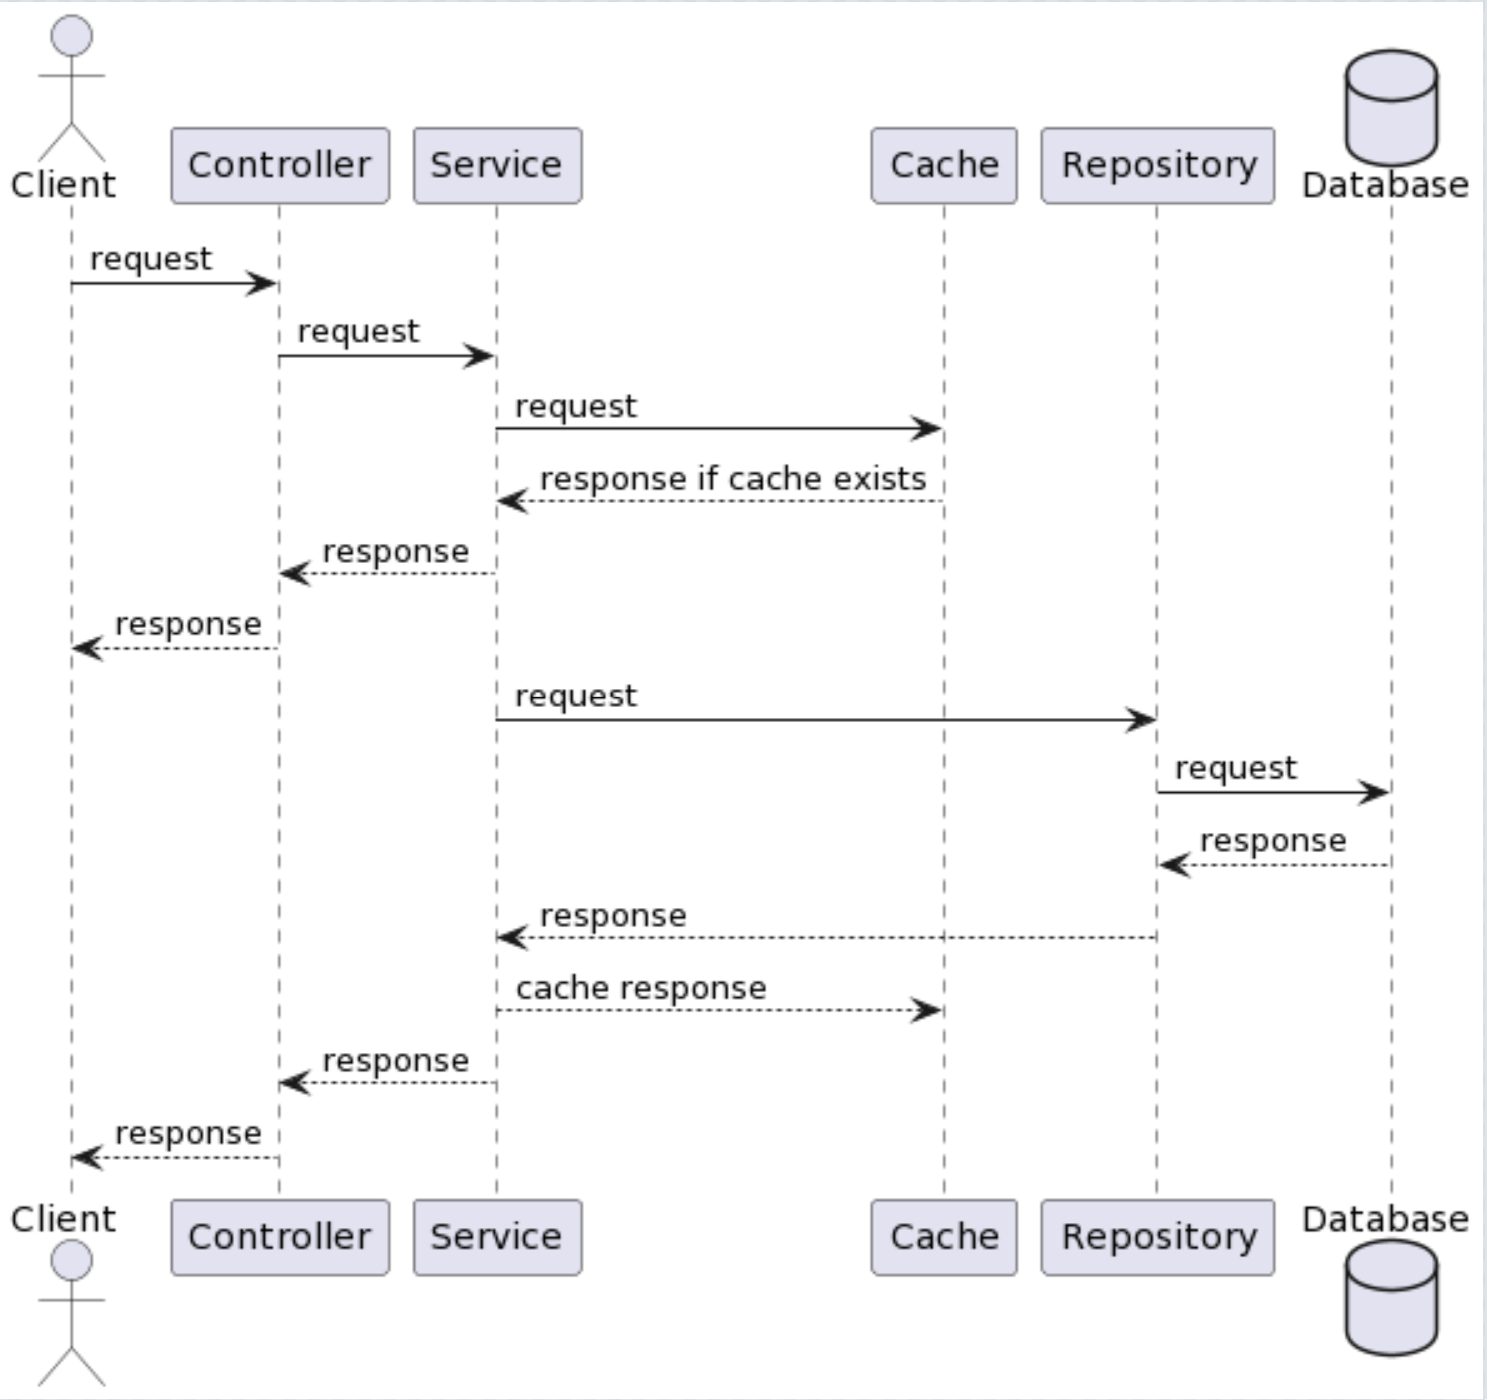 Client
Controller
Service
Cache
Repository
Database
request
request
request
response if cache exists
response
response
request
request
response
response
cache response
response
response
Client
Controller
Service
Cache
Repository
Database